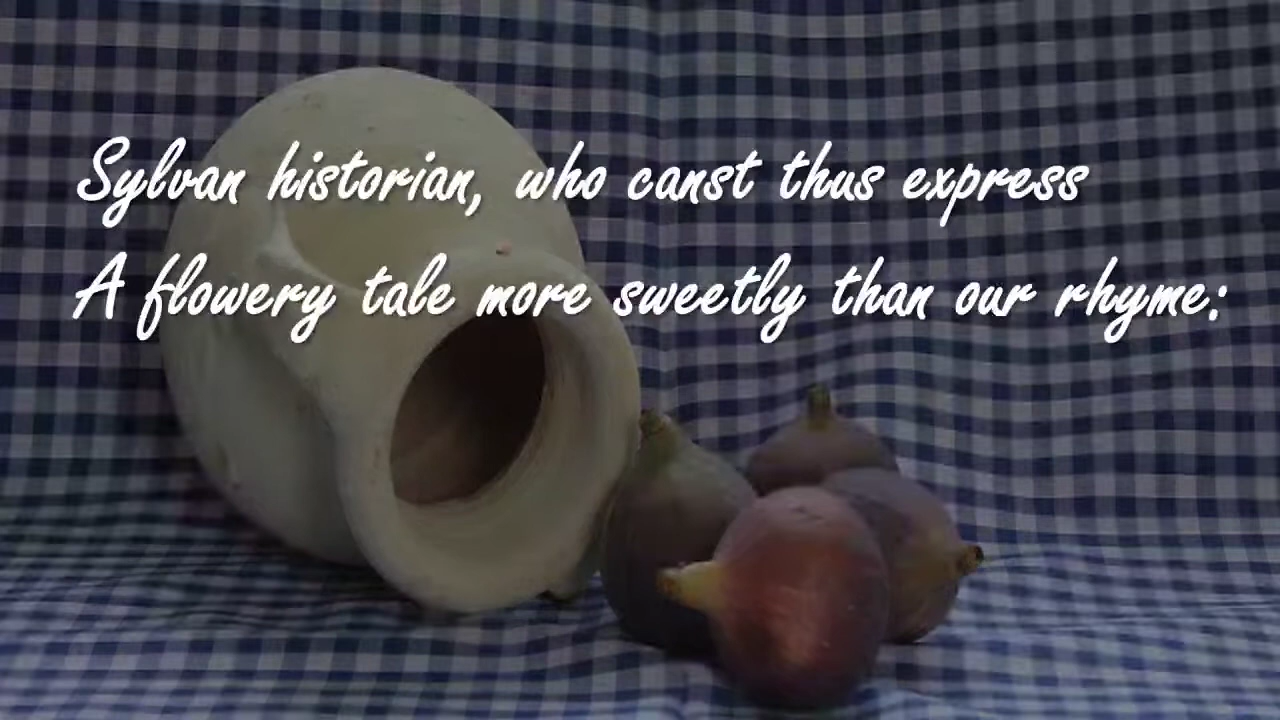 Sylvan historian, who canst thus express
A flowery tale more sweetly than our rhyme: